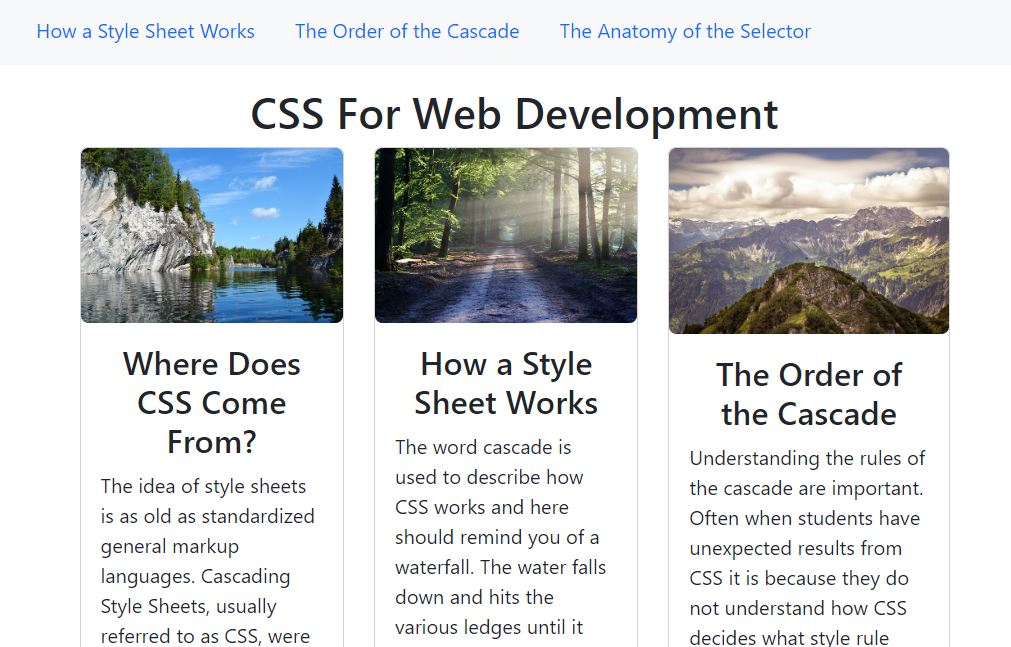 How a Style Sheet Works The Order of the Cascade The Anatomy of the Selector
CSS For Web Development
Where Does
CSS Come
From?
The idea of style sheets
is as old as standardized
general markup
languages. Cascading
Style Sheets, usually
referred to as CSS, were
How a Style
Sheet Works
The word cascade is
used to describe how
CSS works and here
should remind you of a
waterfall. The water falls
down and hits the
various ledges until it
The Order of
the Cascade
Understanding the rules of
the cascade are important.
Often when students have
unexpected results from
CSS it is because they do
not understand how CSS
decides what style rule